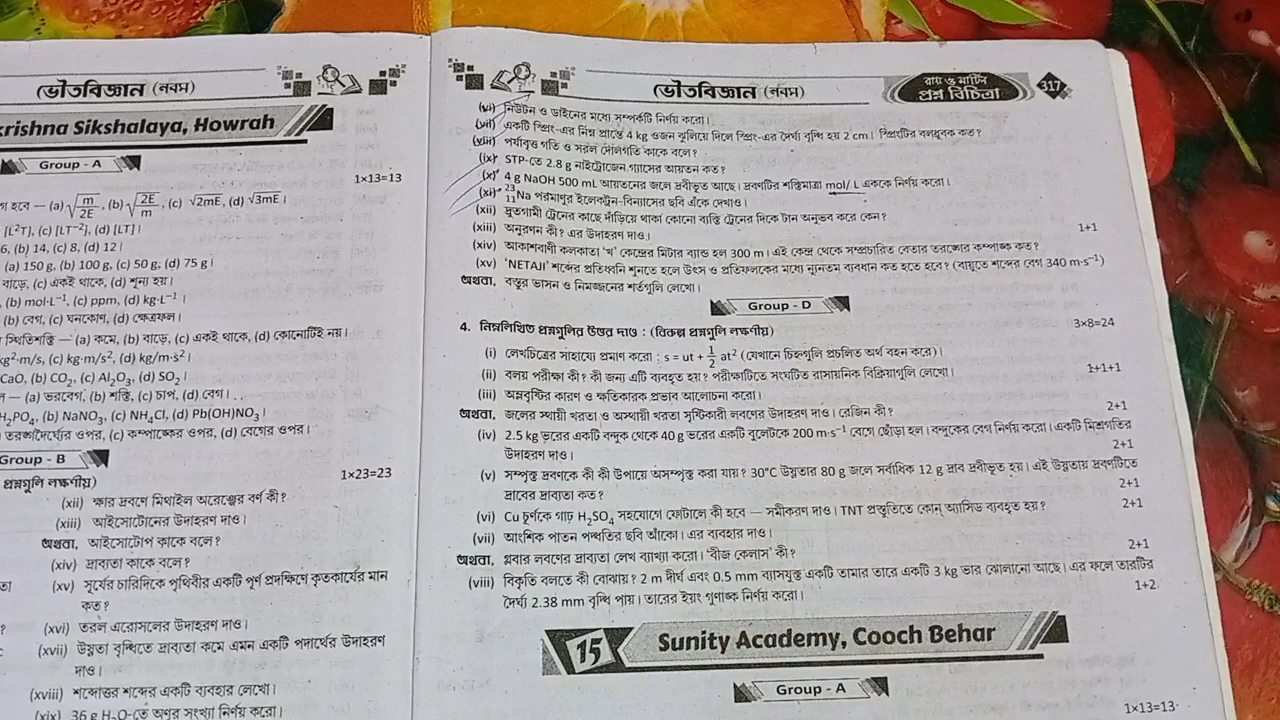 ভৌতবিজ্ঞান (নবম)
krishna Sikshalaya, Howrah
Group - A
1×13=13
গ হবে — (a) √(m/2E), (b) √(2E/m), (c) √2mE, (d) √3mE।
[L²T], (c) [LT⁻²], (d) [LT]।
6, (b) 14, (c) 8, (d) 12।
(a) 150 g, (b) 100 g, (c) 50 g, (d) 75 g।
বাড়ে, (c) একই থাকে, (d) শূন্য হয়।
, (b) mol·L⁻¹, (c) ppm, (d) kg·L⁻¹ ।
(b) বেগ, (c) ঘনকোণ, (d) ক্ষেত্রফল।
স্থিতিশক্তি — (a) কমে, (b) বাড়ে, (c) একই থাকে, (d) কোনোটিই নয়।
kg²·m/s, (c) kg·m/s², (d) kg/m·s²।
CaO, (b) CO₂, (c) Al₂O₃, (d) SO₂।
ল — (a) ভরবেগ, (b) শক্তি, (c) চাপ, (d) বেগ।
H₂PO₄, (b) NaNO₃, (c) NH₄Cl, (d) Pb(OH)NO₃।
তরঙ্গদৈর্ঘ্যের ওপর, (c) কম্পাঙ্কের ওপর, (d) বেগের ওপর।
Group - B
প্রশ্নগুলি লক্ষণীয়)
1×23=23
(xii) ক্ষার দ্রবণে মিথাইল অরেঞ্জের বর্ণ কী?
(xiii) আইসোটোনের উদাহরণ দাও।
অথবা, আইসোটোপ কাকে বলে?
(xiv) দ্রাব্যতা কাকে বলে?
(xv) সূর্যের চারিদিকে পৃথিবীর একটি পূর্ণ প্রদক্ষিণে কৃতকার্যের মান
কত?
(xvi) তরল এরোসলের উদাহরণ দাও।
(xvii) উষ্ণতা বৃদ্ধিতে দ্রাব্যতা কমে এমন একটি পদার্থের উদাহরণ
দাও।
(xviii) শব্দোত্তর শব্দের একটি ব্যবহার লেখো।
(xix) 36 g H₂O-তে অণুর সংখ্যা নির্ণয় করো।
ভৌতবিজ্ঞান (নবম)
রায় ও মার্টিন
প্রশ্ন বিচিত্রা
317
(vi) নিউটন ও ডাইনের মধ্যে সম্পর্কটি নির্ণয় করো।
(vii) একটি স্প্রিং-এর নিম্ন প্রান্তে 4 kg ওজন ঝুলিয়ে দিলে স্প্রিং-এর দৈর্ঘ্য বৃদ্ধি হয় 2 cm। স্প্রিংটির বলধ্রুবক কত?
(viii) পর্যাবৃত্ত গতি ও সরল দোলগতি কাকে বলে?
(ix) STP-তে 2.8 g নাইট্রোজেন গ্যাসের আয়তন কত?
(x) 4 g NaOH 500 mL আয়তনের জলে দ্রবীভূত আছে। দ্রবণটির শক্তিমাত্রা mol/ L এককে নির্ণয় করো।
(xi) ²³₁₁Na পরমাণুর ইলেকট্রন-বিন্যাসের ছবি এঁকে দেখাও।
(xii) দ্রুতগামী ট্রেনের কাছে দাঁড়িয়ে থাকা কোনো ব্যক্তি ট্রেনের দিকে টান অনুভব করে কেন?
(xiii) অনুরণন কী? এর উদাহরণ দাও।
1+1
(xiv) আকাশবাণী কলকাতা ‘খ’ কেন্দ্রের মিটার ব্যান্ড হল 300 m। এই কেন্দ্র থেকে সম্প্রচারিত বেতার তরঙ্গের কম্পাঙ্ক কত?
(xv) ‘NETAJI’ শব্দের প্রতিধ্বনি শুনতে হলে উৎস ও প্রতিফলকের মধ্যে ন্যূনতম ব্যবধান কত হতে হবে? (বায়ুতে শব্দের বেগ 340 m·s⁻¹)
অথবা, বস্তুর ভাসন ও নিমজ্জনের শর্তগুলি লেখো।
Group - D
4. নিম্নলিখিত প্রশ্নগুলির উত্তর দাও : (বিকল্প প্রশ্নগুলি লক্ষণীয়)
3×8=24
(i) লেখচিত্রের সাহায্যে প্রমাণ করো : s = ut + 1/2 at² (যেখানে চিহ্নগুলি প্রচলিত অর্থ বহন করে)।
(ii) বলয় পরীক্ষা কী? কী জন্য এটি ব্যবহৃত হয়? পরীক্ষাটিতে সংঘটিত রাসায়নিক বিক্রিয়াগুলি লেখো।
1+1+1
(iii) অম্লবৃষ্টির কারণ ও ক্ষতিকারক প্রভাব আলোচনা করো।
অথবা, জলের স্থায়ী খরতা ও অস্থায়ী খরতা সৃষ্টিকারী লবণের উদাহরণ দাও। রেজিন কী?
2+1
(iv) 2.5 kg ভরের একটি বন্দুক থেকে 40 g ভরের একটি বুলেটকে 200 m·s⁻¹ বেগে ছোঁড়া হল। বন্দুকের বেগ নির্ণয় করো। একটি মিশ্রগতির
উদাহরণ দাও।
2+1
(v) সম্পৃক্ত দ্রবণকে কী কী উপায়ে অসম্পৃক্ত করা যায়? 30°C উষ্ণতার 80 g জলে সর্বাধিক 12 g দ্রাব দ্রবীভূত হয়। এই উষ্ণতায় দ্রবণটিতে
দ্রাবের দ্রাব্যতা কত?
2+1
(vi) Cu চূর্ণকে গাঢ় H₂SO₄ সহযোগে ফোটালে কী হবে — সমীকরণ দাও। TNT প্রস্তুতিতে কোন্ অ্যাসিড ব্যবহৃত হয়?
2+1
(vii) আংশিক পাতন পদ্ধতির ছবি আঁকো। এর ব্যবহার দাও।
অথবা, গ্লবার লবণের দ্রাব্যতা লেখ ব্যাখ্যা করো। ‘বীজ কেলাস’ কী?
2+1
(viii) বিকৃতি বলতে কী বোঝায়? 2 m দীর্ঘ এবং 0.5 mm ব্যাসযুক্ত একটি তামার তারে একটি 3 kg ভার ঝোলানো আছে। এর ফলে তারটির
দৈর্ঘ্য 2.38 mm বৃদ্ধি পায়। তারের ইয়ং গুণাঙ্ক নির্ণয় করো।
1+2
15 Sunity Academy, Cooch Behar
Group - A
1×13=13